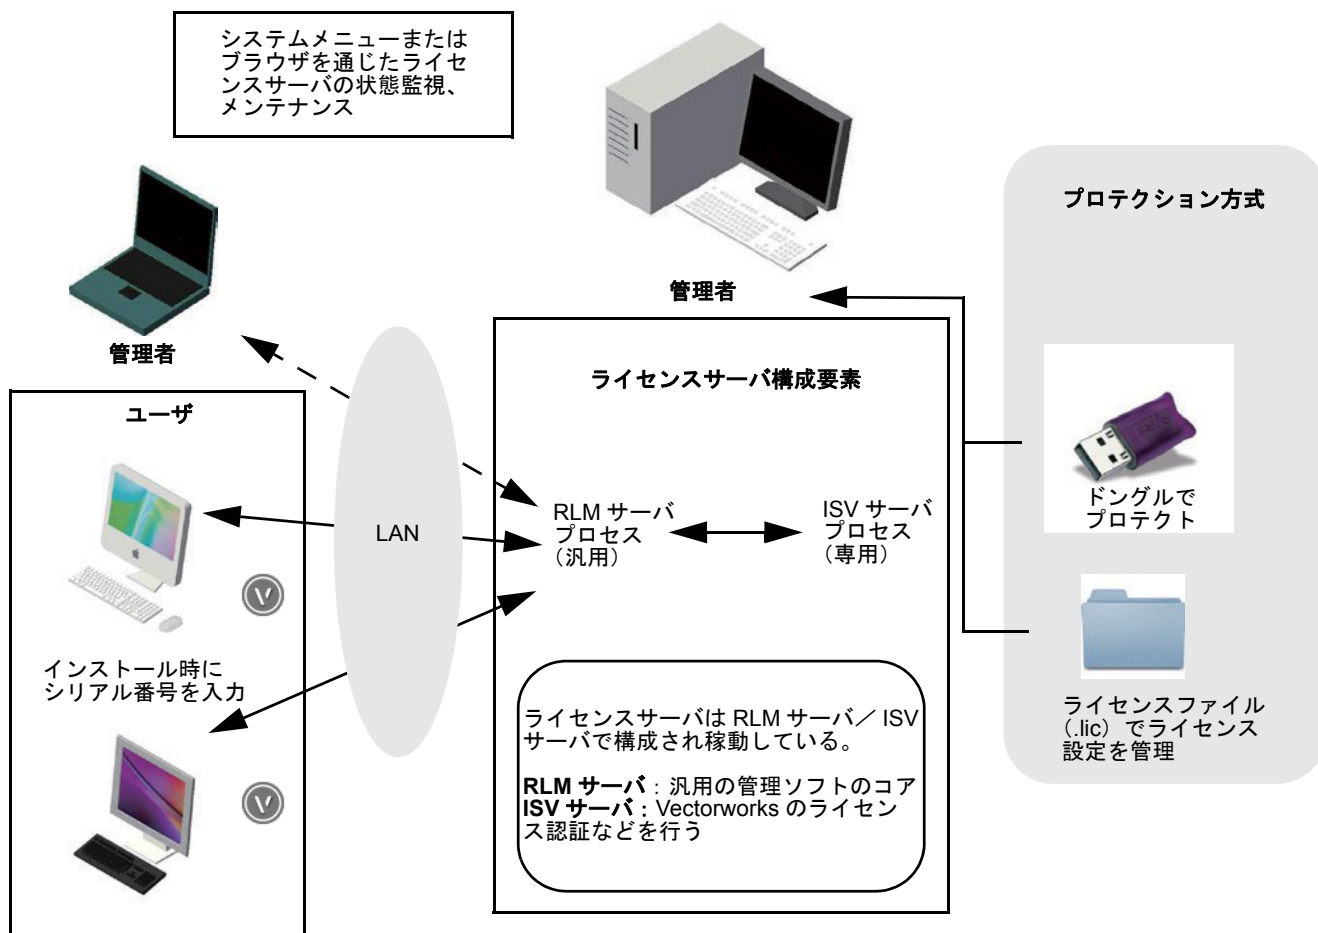 システムメニューまたは
ブラウザを通じたライセ
ンスサーバの状態監視、
メンテナンス
プロテクション方式
管理者
管理者
ライセンスサーバ構成要素
ユーザ
ドングルで
プロテクト
LAN
RLM サーバ
プロセス
（汎用）
ISV サーバ
プロセス
（専用）
インストール時に
シリアル番号を入力
ライセンスファイル
（.lic）でライセンス
設定を管理
ライセンスサーバは RLM サーバ／ ISV
サーバで構成され稼動している。
RLM サーバ：汎用の管理ソフトのコア
ISV サーバ：Vectorworks のライセン
ス認証などを行う